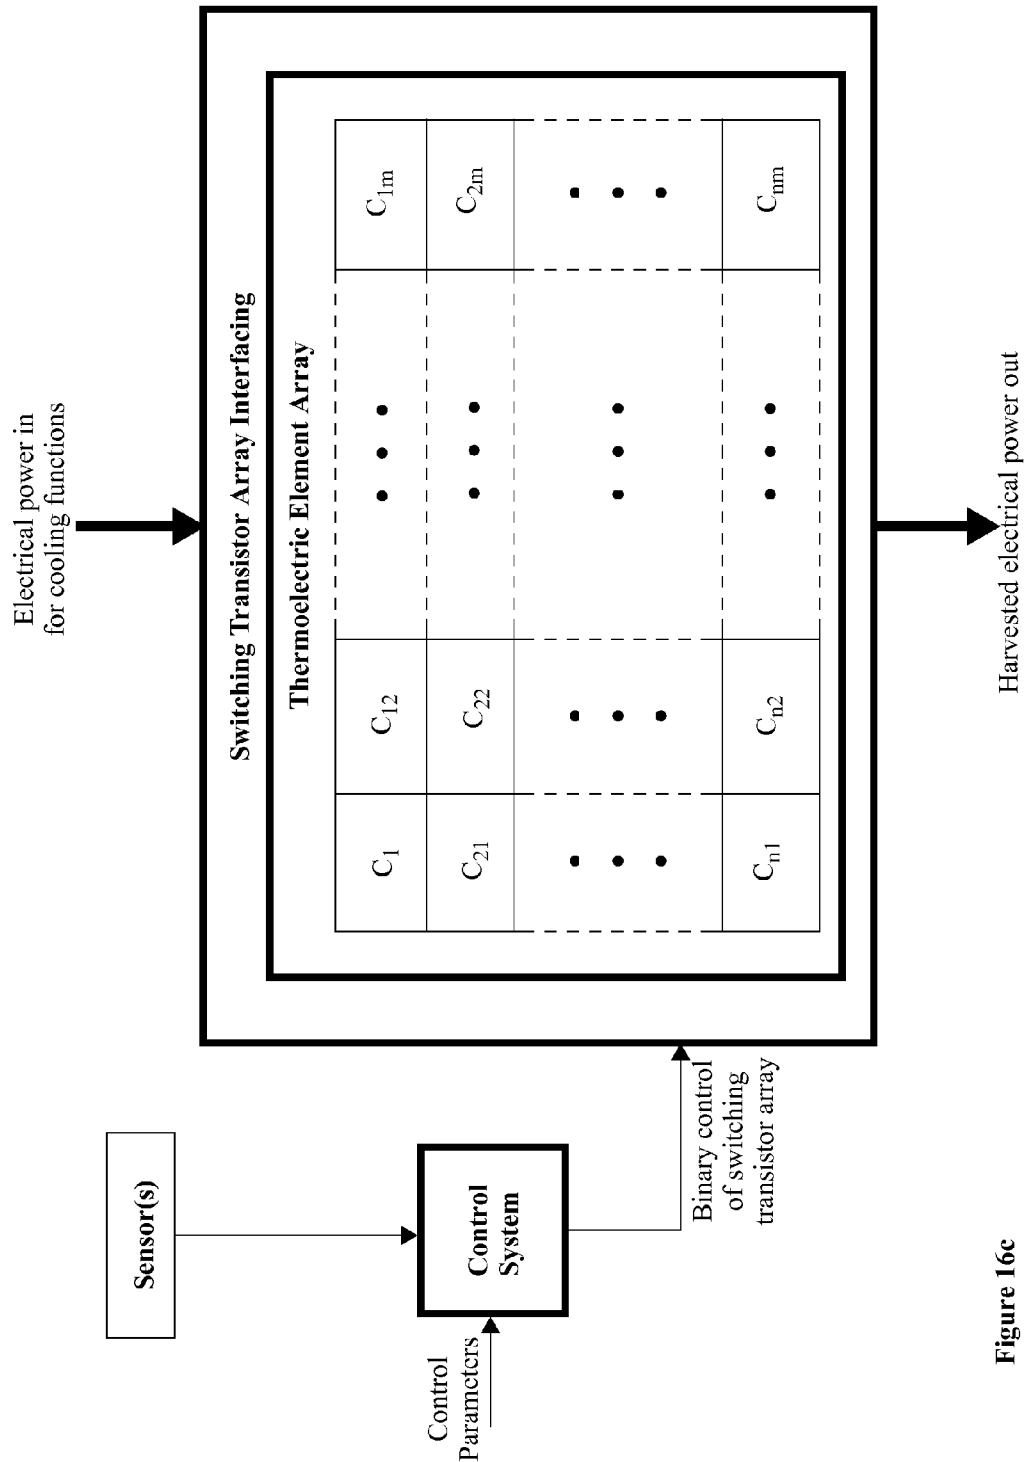 Electrical power in
for cooling functions
Sensor(s)
Switching Transistor Array Interfacing
Thermoelectric Element Array
C1 C12 C1m
C21 C22 C2m
Cn1 Cn2 Cnm
Control
Parameters
Control
System
Binary control
of switching
transistor array
Harvested electrical power out
Figure 16c